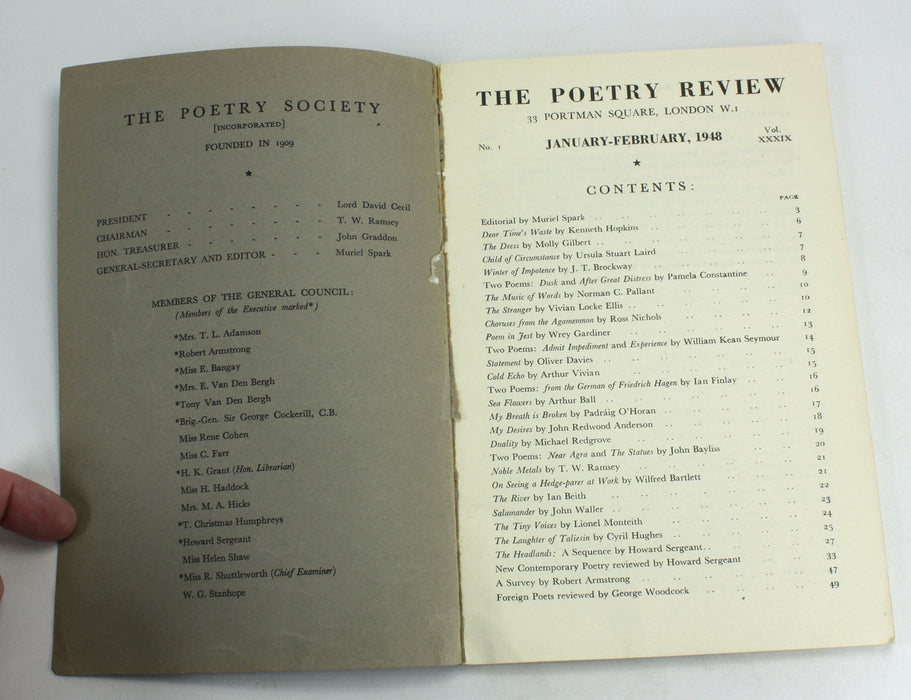 THE POETRY SOCIETY
[INCORPORATED]
FOUNDED IN 1909
★
PRESIDENT - - - - - - - Lord David Cecil
CHAIRMAN - - - - - - - T. W. Ramsey
HON. TREASURER - - - - - - - John Graddon
GENERAL-SECRETARY AND EDITOR - - - Muriel Spark
MEMBERS OF THE GENERAL COUNCIL:
(Members of the Executive marked*)
*Mrs. T. L. Adamson
*Robert Armstrong
*Miss E. Bangay
*Mrs. E. Van Den Bergh
*Tony Van Den Bergh
*Brig.-Gen. Sir George Cockerill, C.B.
Miss Rene Cohen
Miss C. Farr
*H. K. Grant (Hon. Librarian)
Miss H. Haddock
Mrs. M. A. Hicks
*T. Christmas Humphreys
*Howard Sergeant
Miss Helen Shaw
*Miss R. Shuttleworth (Chief Examiner)
W. G. Stanhope
THE POETRY REVIEW
33 PORTMAN SQUARE, LONDON W.1
No. 1 JANUARY-FEBRUARY, 1948 Vol. XXXIX
★
CONTENTS:
PAGE
Editorial by Muriel Spark .. 3
Dear Time's Waste by Kenneth Hopkins .. 6
The Dress by Molly Gilbert .. 7
Child of Circumstance by Ursula Stuart Laird .. 7
Winter of Impotence by J. T. Brockway .. 8
Two Poems: Dusk and After Great Distress by Pamela Constantine .. 9
The Music of Words by Norman C. Pallant .. 10
The Stranger by Vivian Locke Ellis .. 10
Choruses from the Agamemnon by Ross Nichols .. 12
Poem in Jest by Wrey Gardiner .. 13
Two Poems: Admit Impediment and Experience by William Kean Seymour 14
Statement by Oliver Davies .. 15
Cold Echo by Arthur Vivian .. 15
Two Poems: from the German of Friedrich Hagen by Ian Finlay .. 16
Sea Flowers by Arthur Ball .. 16
My Breath is Broken by Padráig O'Horan .. 17
My Desires by John Redwood Anderson .. 18
Duality by Michael Redgrove .. 19
Two Poems: Near Agra and The Statues by John Bayliss .. 20
Noble Metals by T. W. Ramsey .. 21
On Seeing a Hedge-parer at Work by Wilfred Bartlett .. 21
The River by Ian Beith .. 22
Salamander by John Waller .. 23
The Tiny Voices by Lionel Monteith .. 24
The Laughter of Taliesin by Cyril Hughes .. 25
The Headlands: A Sequence by Howard Sergeant .. 27
New Contemporary Poetry reviewed by Howard Sergeant .. 33
A Survey by Robert Armstrong .. 47
Foreign Poets reviewed by George Woodcock .. 49